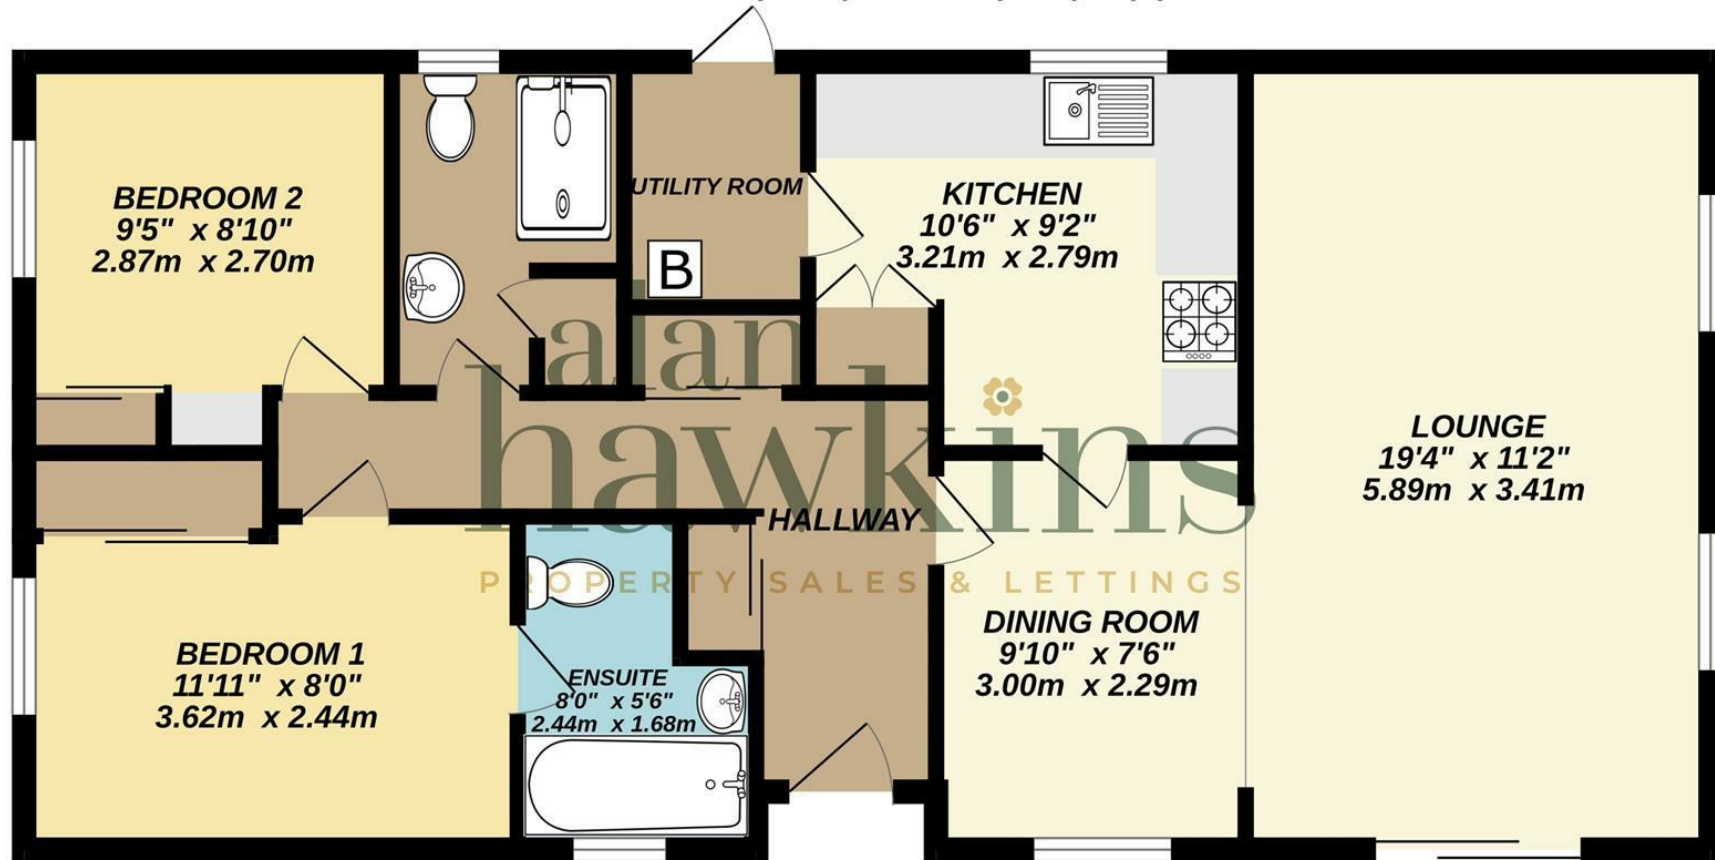 BEDROOM 2
9'5" x 8'10"
2.87m x 2.70m
UTILITY ROOM
B
KITCHEN
10'6" x 9'2"
3.21m x 2.79m
LOUNGE
19'4" x 11'2"
5.89m x 3.41m
alan
hawkins
PROPERTY SALES & LETTINGS
HALLWAY
DINING ROOM
9'10" x 7'6"
3.00m x 2.29m
BEDROOM 1
11'11" x 8'0"
3.62m x 2.44m
ENSUITE
8'0" x 5'6"
2.44m x 1.68m